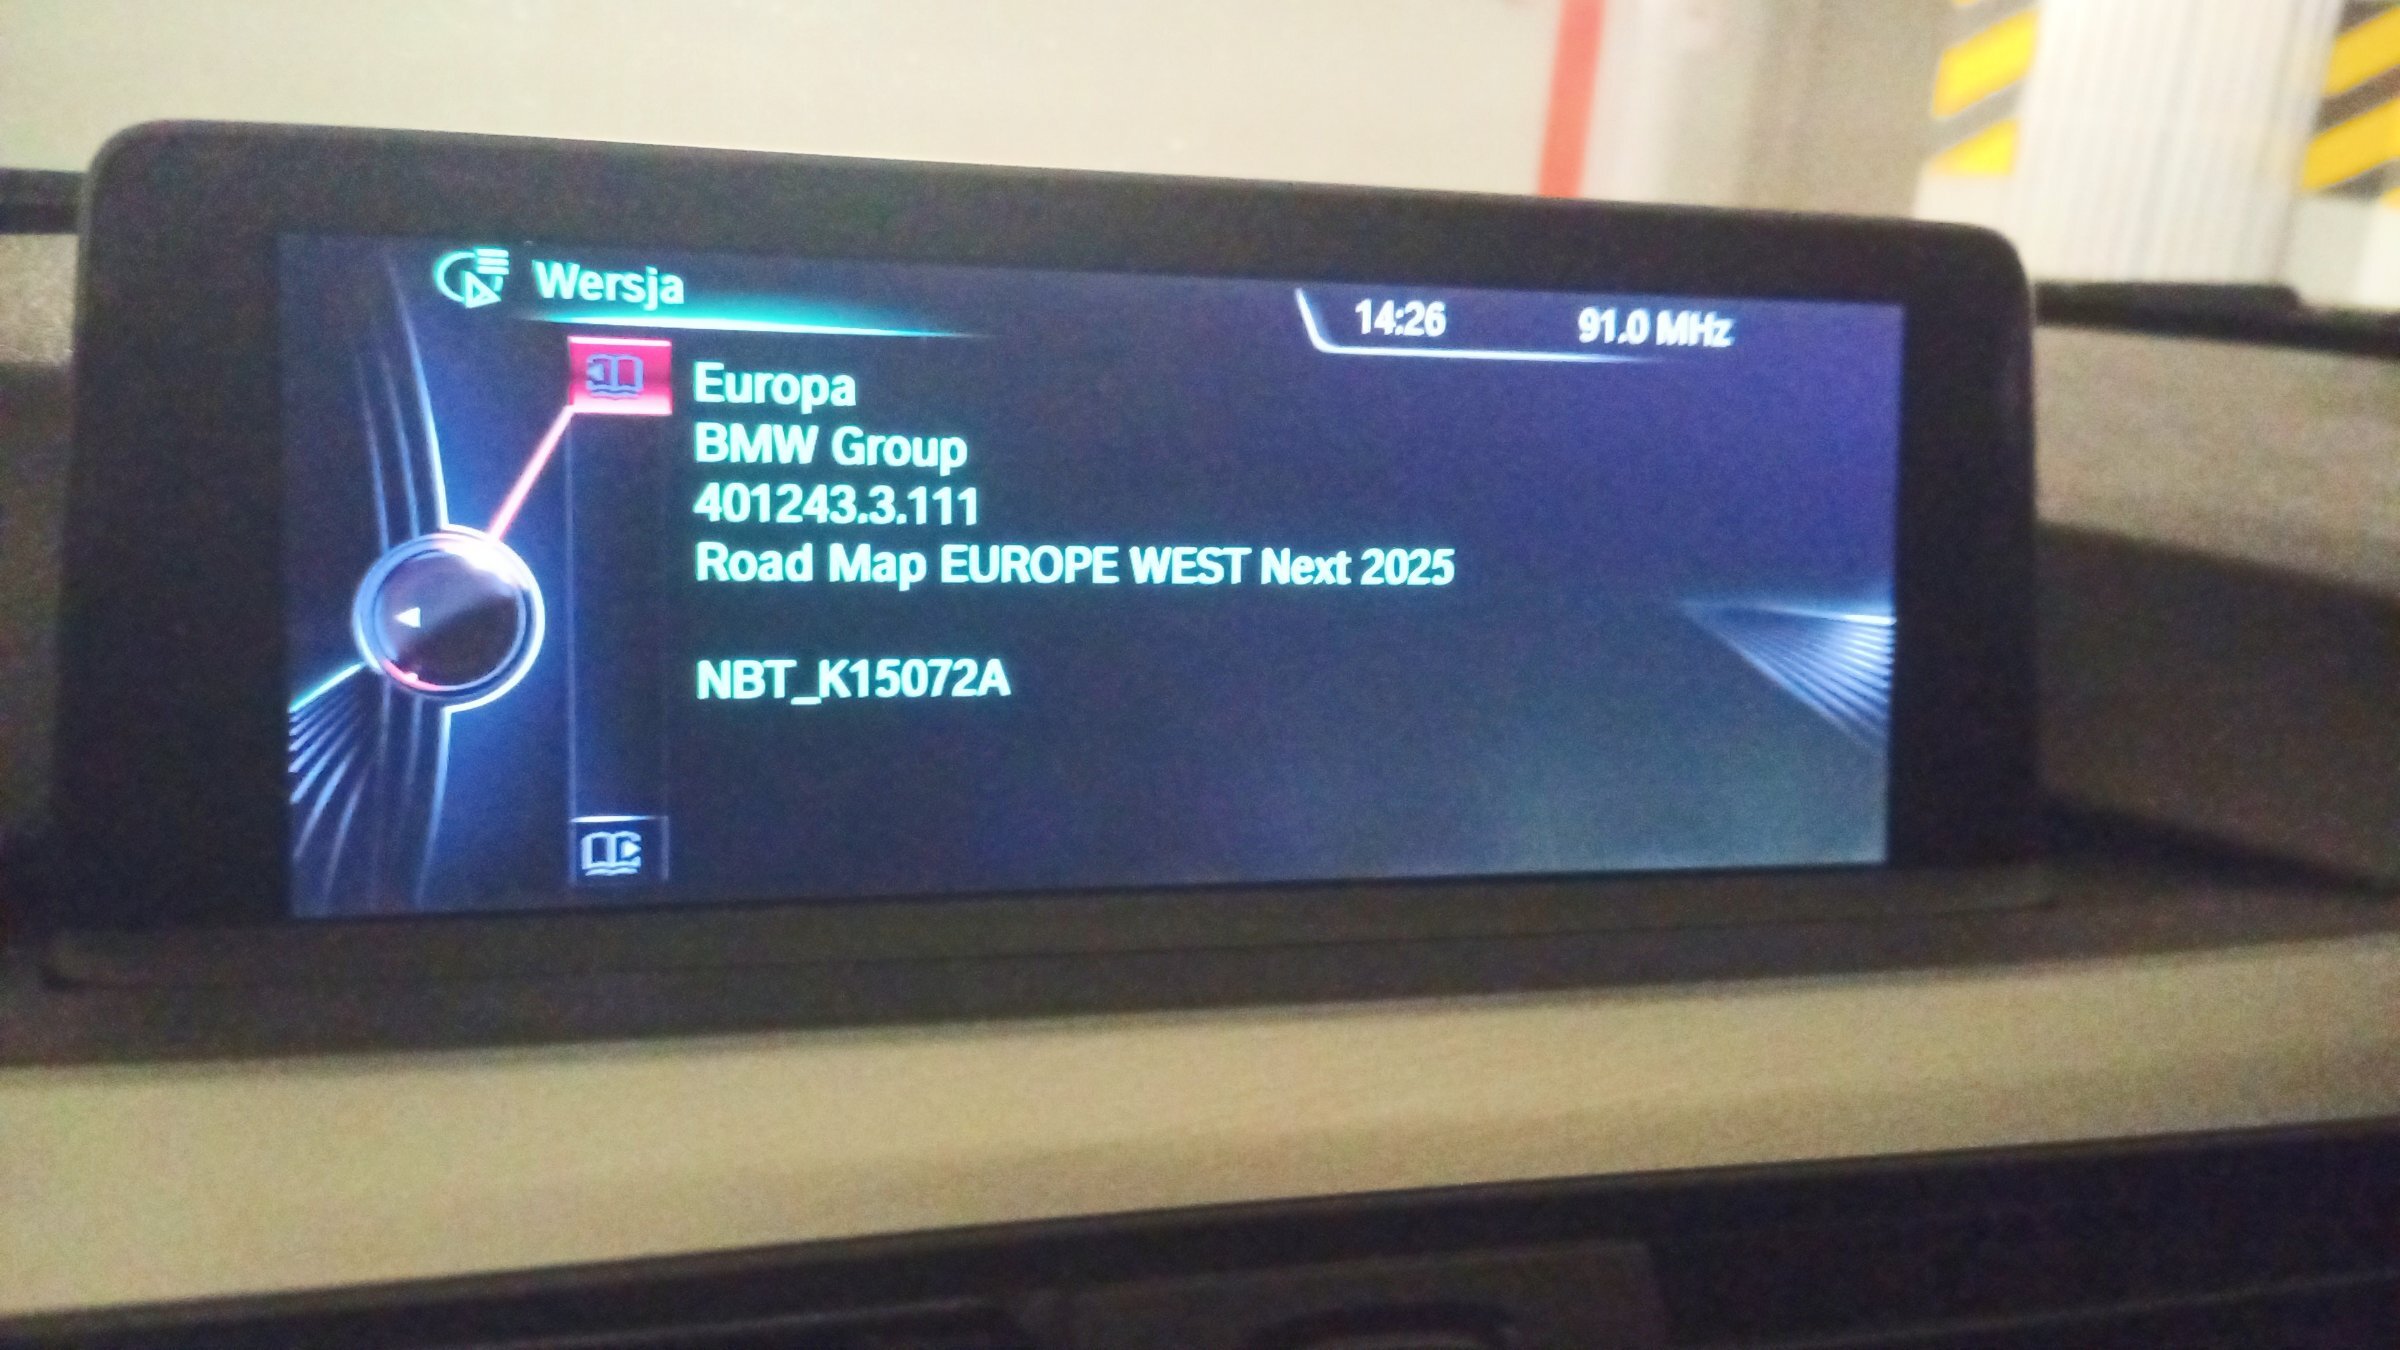 Wersja
14:26
91.0 MHz
Europa
BMW Group
401243.3.111
Road Map EUROPE WEST Next 2025
NBT_K15072A